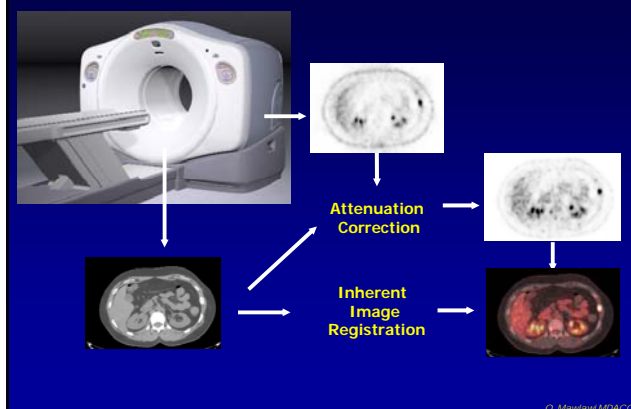 Attenuation
Correction
Inherent
Image
Registration
O. Mawlawi MDACC